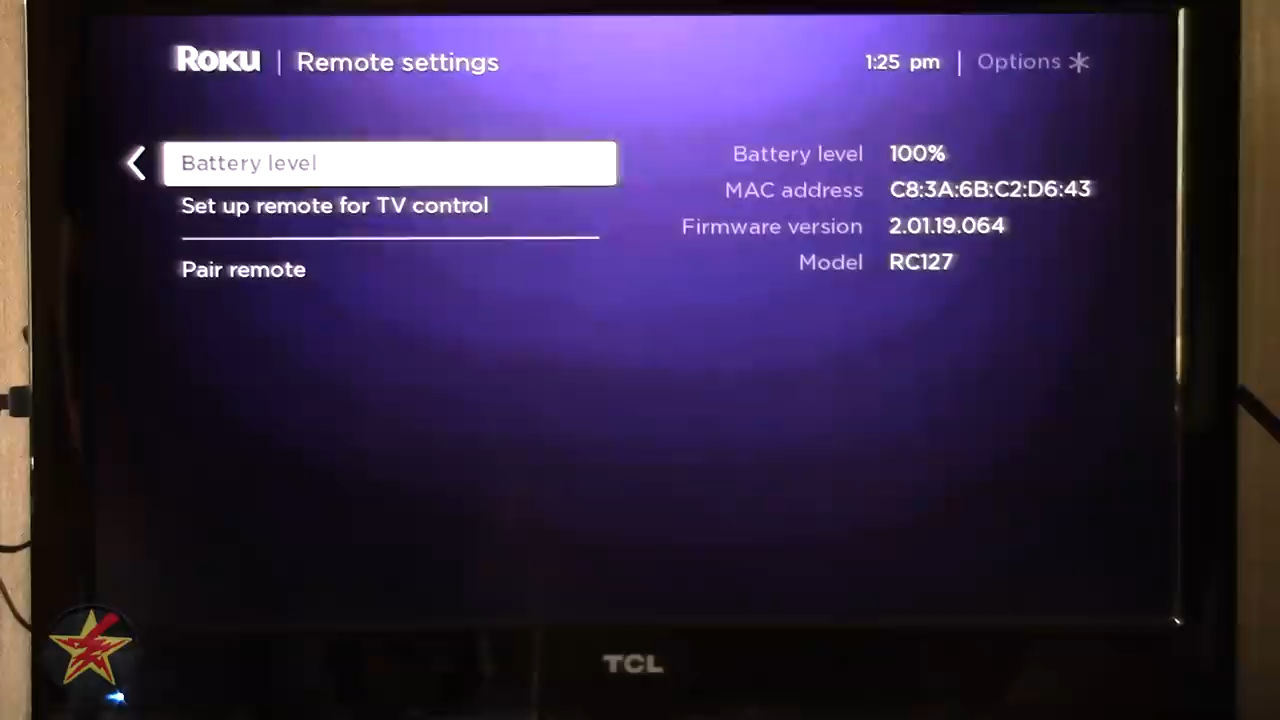 Roku | Remote settings
1:25 pm | Options *
Battery level
Set up remote for TV control
Pair remote
Battery level 100%
MAC address C8:3A:6B:C2:D6:43
Firmware version 2.01.19.064
Model RC127
TCL